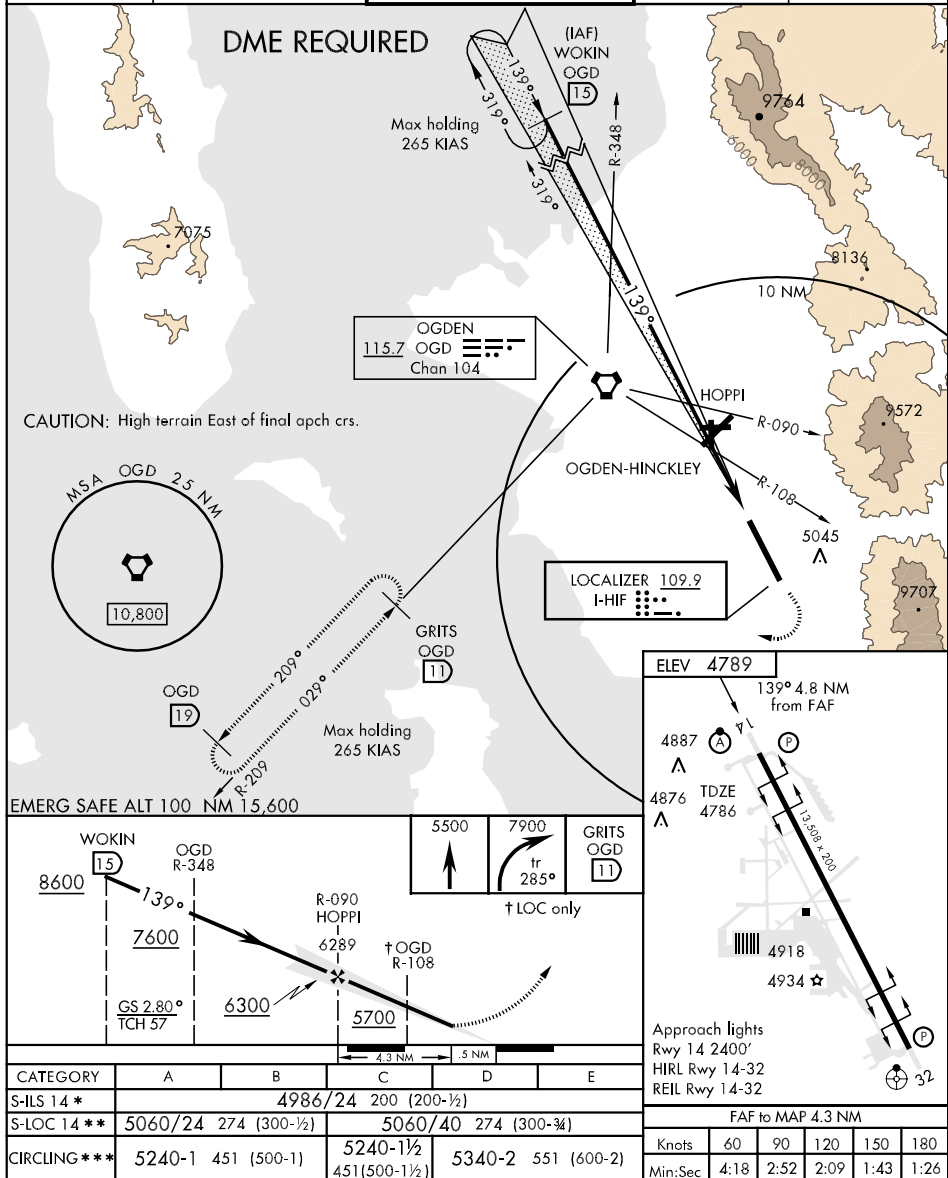 DME REQUIRED
(IAF)
WOKIN
OGD
15
139°
319°
Max holding
265 KIAS
R-348
319°
139°
9764
6000
8000
7075
8136
10 NM
OGDEN
115.7 OGD
Chan 104
HOPPI
R-090
9572
CAUTION: High terrain East of final apch crs.
OGDEN-HINCKLEY
R-108
MSA OGD 25 NM
10,800
5045
LOCALIZER 109.9
I-HIF
9707
GRITS
OGD
11
209°
029°
OGD
19
Max holding
265 KIAS
R-209
EMERG SAFE ALT 100 NM 15,600
ELEV 4789
139° 4.8 NM
from FAF
14
4887
A
P
4876
TDZE
4786
13,508 x 200
4918
4934
P
32
Approach lights
Rwy 14 2400'
HIRL Rwy 14-32
REIL Rwy 14-32
WOKIN
15
OGD
R-348
8600
139°
7600
GS 2.80°
TCH 57
6300
R-090
HOPPI
6289
† OGD
R-108
5700
5500
7900
tr
285°
GRITS
OGD
11
† LOC only
4.3 NM
.5 NM
CATEGORY A B C D E
S-ILS 14 * 4986/24 200 (200-½)
S-LOC 14 ** 5060/24 274 (300-½) 5060/40 274 (300-¾)
CIRCLING *** 5240-1 451 (500-1) 5240-1½ 451(500-1½) 5340-2 551 (600-2)
FAF to MAP 4.3 NM
Knots 60 90 120 150 180
Min:Sec 4:18 2:52 2:09 1:43 1:26